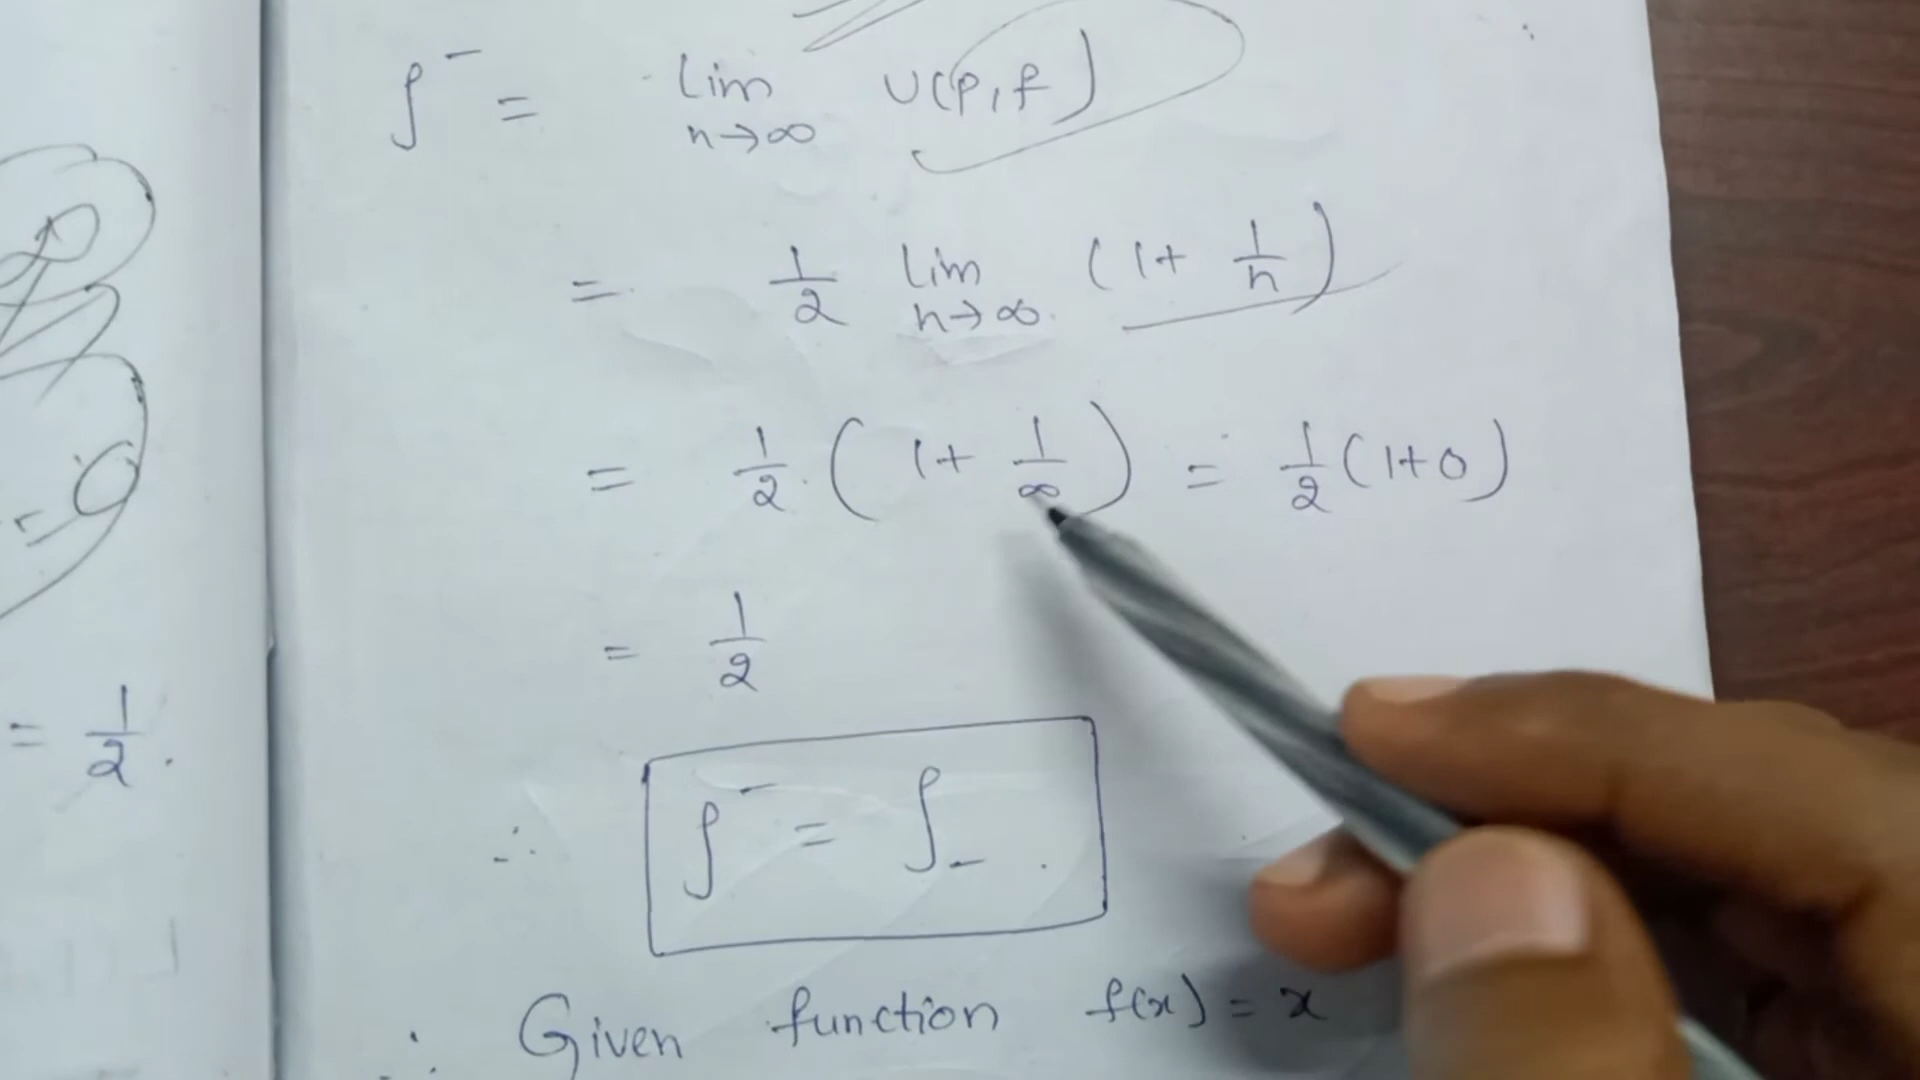 ∫⁻ = lim n→∞ U(P,f)
= 1/2 lim n→∞ (1 + 1/n)
= 1/2 (1 + 1/∞) = 1/2 (1+0)
= 1/2
= 1/2.
∴ ∫⁻ = ∫₋ .
∴ Given function f(x) = x